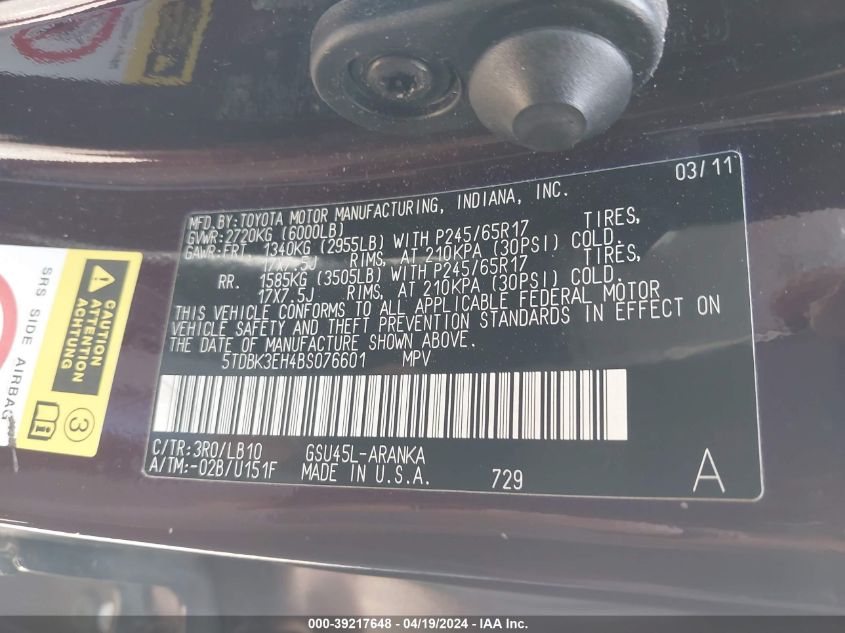 03/11
MFD.BY:TOYOTA MOTOR MANUFACTURING, INDIANA, INC.
GVWR:2720KG (6000LB)
GAWR:FRT. 1340KG (2955LB) WITH P245/65R17 TIRES,
17X7.5J RIMS, AT 210KPA (30PSI) COLD.
RR. 1585KG (3505LB) WITH P245/65R17 TIRES,
17X7.5J RIMS, AT 210KPA (30PSI) COLD.
THIS VEHICLE CONFORMS TO ALL APPLICABLE FEDERAL MOTOR
VEHICLE SAFETY AND THEFT PREVENTION STANDARDS IN EFFECT ON
THE DATE OF MANUFACTURE SHOWN ABOVE.
5TDBK3EH4BS076601 MPV
C/TR:3R0/LB10 GSU45L-ARANKA
A/TM:-02B/U151F MADE IN U.S.A. 729 A
SRS SIDE AIRBAG
CAUTION
ATTENTION
ACHTUNG
3
000-39217648 - 04/19/2024 - IAA Inc.